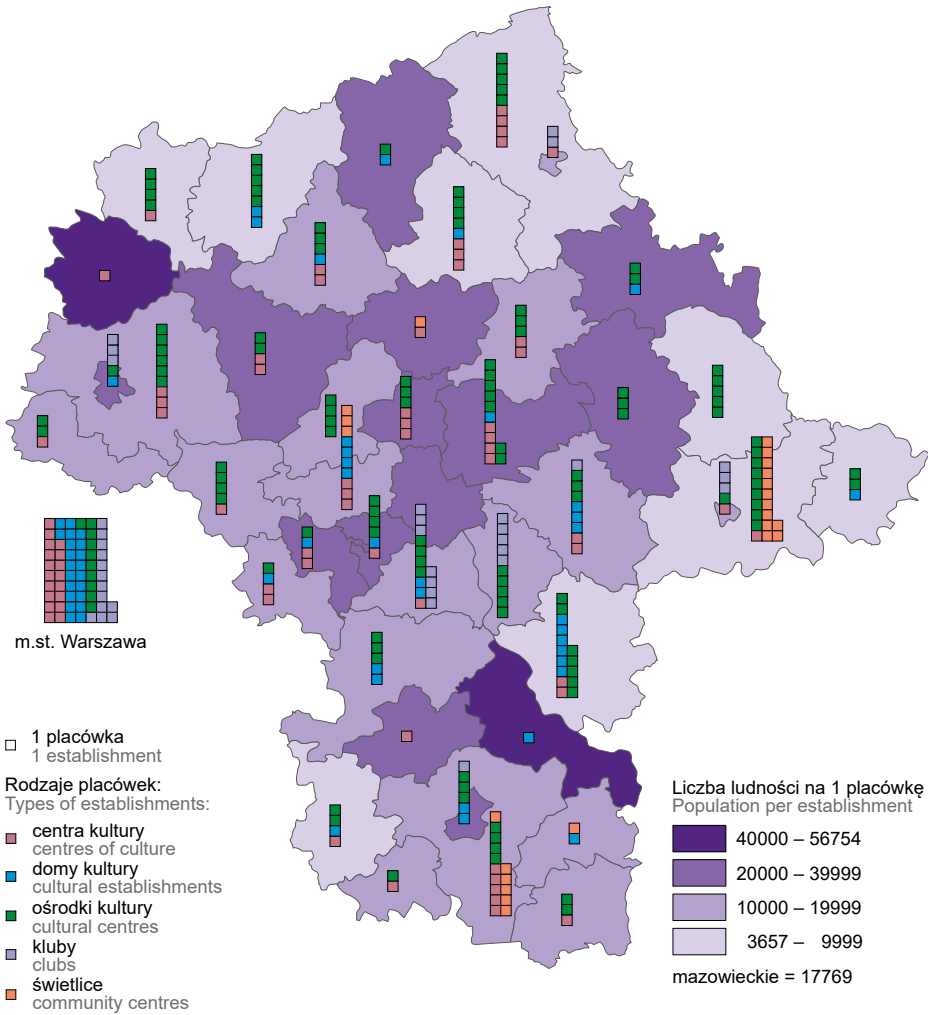 m.st. Warszawa
1 placówka
1 establishment
Rodzaje placówek:
Types of establishments:
centra kultury
centres of culture
domy kultury
cultural establishments
ośrodki kultury
cultural centres
kluby
clubs
świetlice
community centres
Liczba ludności na 1 placówkę
Population per establishment
40000 – 56754
20000 – 39999
10000 – 19999
3657 – 9999
mazowieckie = 17769